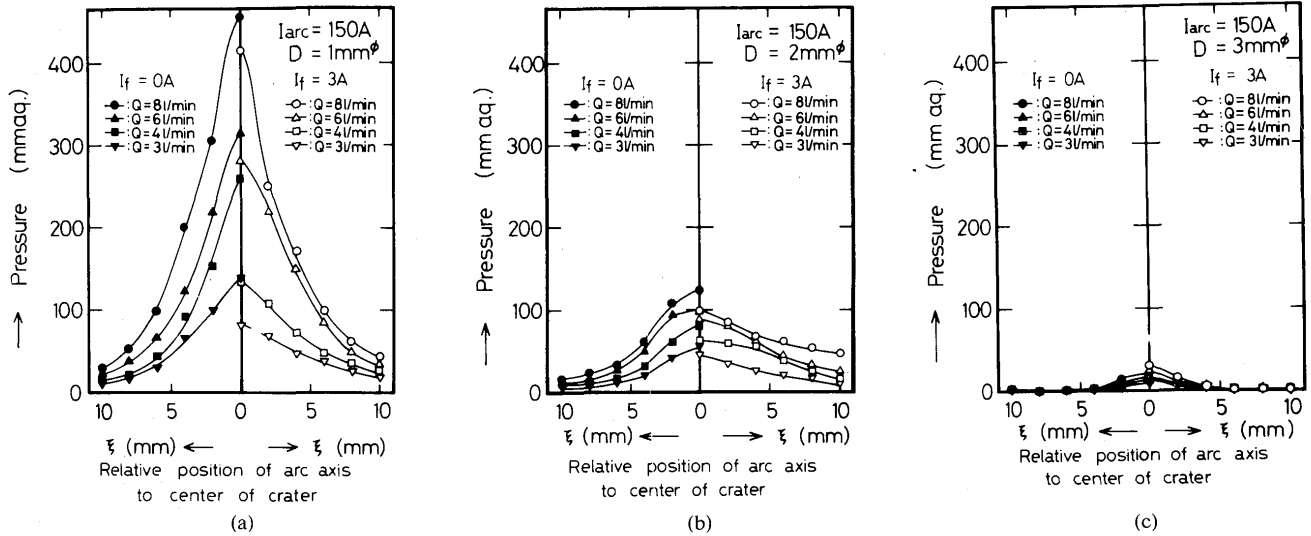 Iarc = 150A
D = 1mmφ
If = 0A
If = 3A
●:Q=8l/min
○:Q=8l/min
▲:Q=6l/min
△:Q=6l/min
■:Q=4l/min
□:Q=4l/min
▼:Q=3l/min
▽:Q=3l/min
Pressure (mmaq.)
400
300
200
100
0
10 5 0 5 10
ξ (mm) ← → ξ (mm)
Relative position of arc axis
to center of crater
(a)
Iarc = 150A
D = 2mmφ
If = 0A
If = 3A
●:Q=8l/min
○:Q=8l/min
▲:Q=6l/min
△:Q=6l/min
■:Q=4l/min
□:Q=4l/min
▼:Q=3l/min
▽:Q=3l/min
Pressure (mm aq.)
400
300
200
100
0
10 5 0 5 10
ξ (mm) ← → ξ (mm)
Relative position of arc axis
to center of crater
(b)
Iarc = 150A
D = 3mmφ
If = 0A
If = 3A
●:Q=8l/min
○:Q=8l/min
▲:Q=6l/min
△:Q=6l/min
■:Q=4l/min
□:Q=4l/min
▼:Q=3l/min
▽:Q=3l/min
Pressure (mm aq.)
400
300
200
100
0
10 5 0 5 10
ξ (mm) ← → ξ (mm)
Relative position of arc axis
to center of crater
(c)